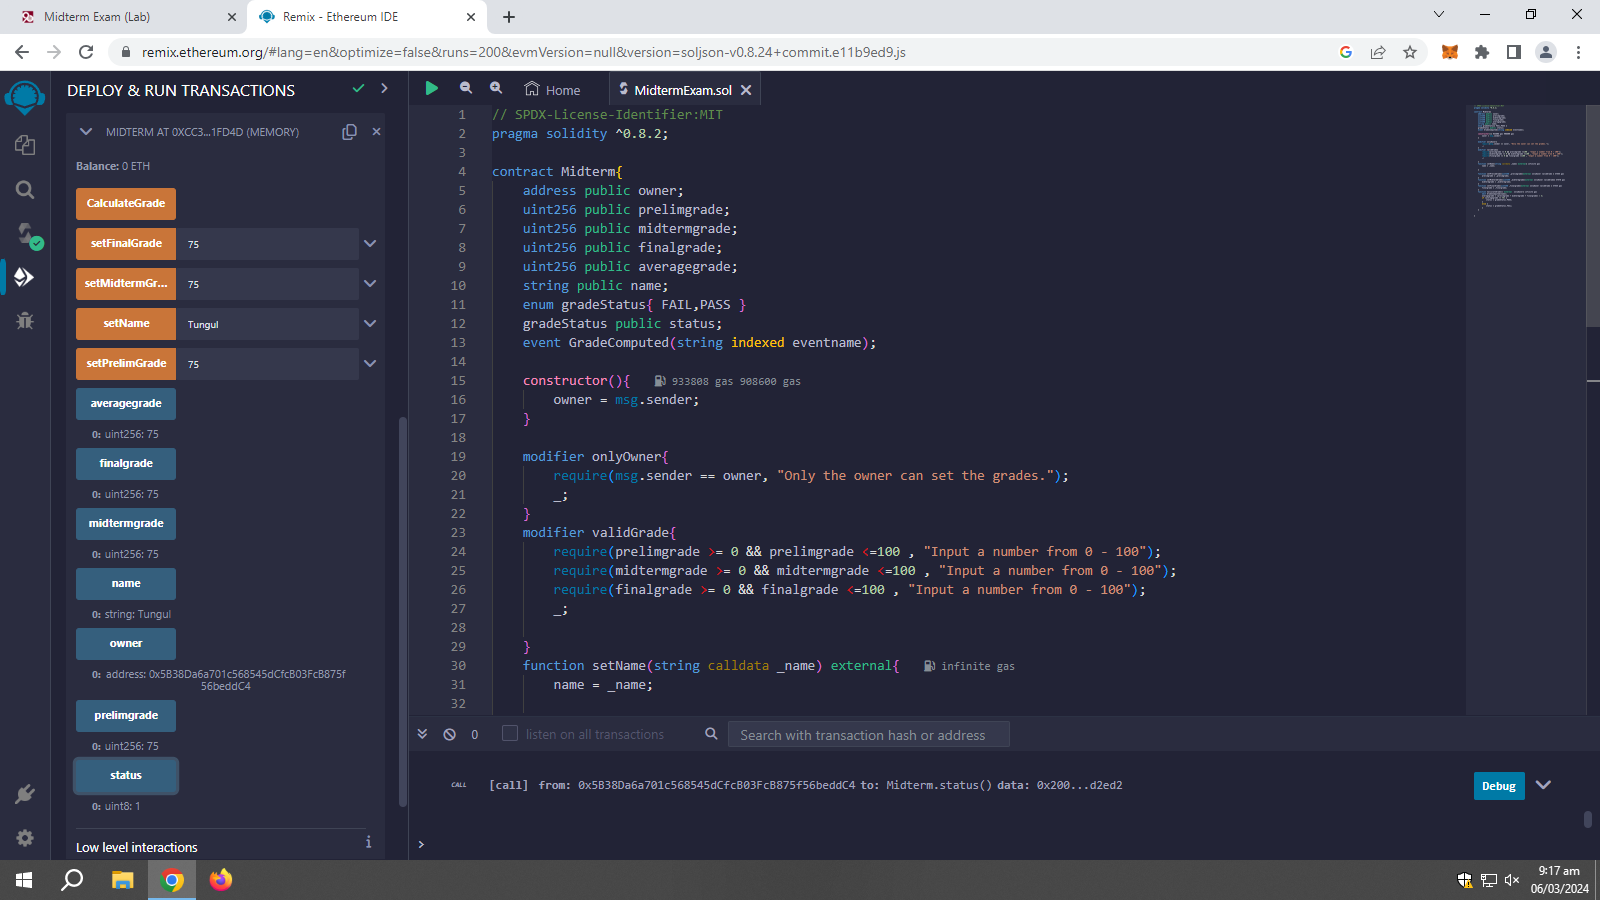 Midterm Exam (Lab)
Remix - Ethereum IDE
remix.ethereum.org/#lang=en&optimize=false&runs=200&evmVersion=null&version=soljson-v0.8.24+commit.e11b9ed9.js
DEPLOY & RUN TRANSACTIONS
MIDTERM AT 0XCC3...1FD4D (MEMORY)
Balance: 0 ETH
CalculateGrade
setFinalGrade 75
setMidtermGr... 75
setName Tungul
setPrelimGrade 75
averagegrade
0: uint256: 75
finalgrade
0: uint256: 75
midtermgrade
0: uint256: 75
name
0: string: Tungul
owner
0: address: 0x5B38Da6a701c568545dCfcB03FcB875f
56beddC4
prelimgrade
0: uint256: 75
status
0: uint8: 1
Low level interactions
i
Home
MidtermExam.sol
1 // SPDX-License-Identifier:MIT
2 pragma solidity ^0.8.2;
3
4 contract Midterm{
5 address public owner;
6 uint256 public prelimgrade;
7 uint256 public midtermgrade;
8 uint256 public finalgrade;
9 uint256 public averagegrade;
10 string public name;
11 enum gradeStatus{ FAIL,PASS }
12 gradeStatus public status;
13 event GradeComputed(string indexed eventname);
14
15 constructor(){ 933808 gas 908600 gas
16 owner = msg.sender;
17 }
18
19 modifier onlyOwner{
20 require(msg.sender == owner, "Only the owner can set the grades.");
21 _;
22 }
23 modifier validGrade{
24 require(prelimgrade >= 0 && prelimgrade <=100 , "Input a number from 0 - 100");
25 require(midtermgrade >= 0 && midtermgrade <=100 , "Input a number from 0 - 100");
26 require(finalgrade >= 0 && finalgrade <=100 , "Input a number from 0 - 100");
27 _;
28
29 }
30 function setName(string calldata _name) external{ infinite gas
31 name = _name;
32
0
listen on all transactions
Search with transaction hash or address
CALL [call] from: 0x5B38Da6a701c568545dCfcB03FcB875f56beddC4 to: Midterm.status() data: 0x200...d2ed2
Debug
>
9:17 am
06/03/2024